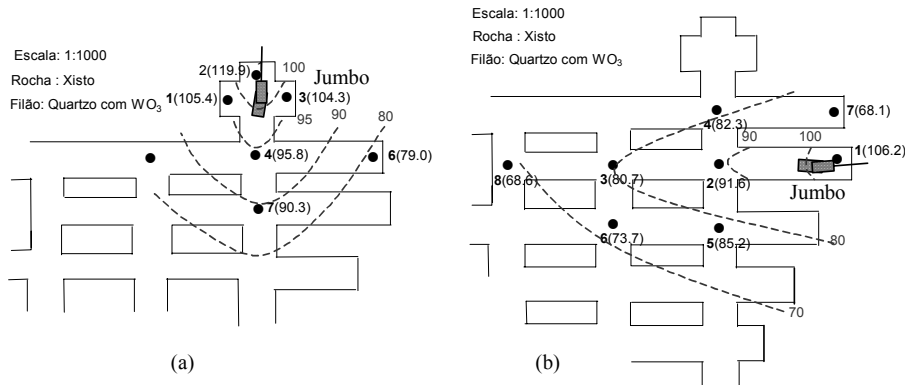 Escala: 1:1000
Rocha : Xisto
Filão: Quartzo com WO3
2(119.9)
100
Jumbo
1(105.4)
3(104.3)
95
90
80
4(95.8)
6(79.0)
7(90.3)
(a)
Escala: 1:1000
Rocha : Xisto
Filão: Quartzo com WO3
4(82.3)
7(68.1)
90
100
1(106.2)
8(68.6)
3(80.7)
2(91.6)
Jumbo
6(73.7)
5(85.2)
80
70
(b)